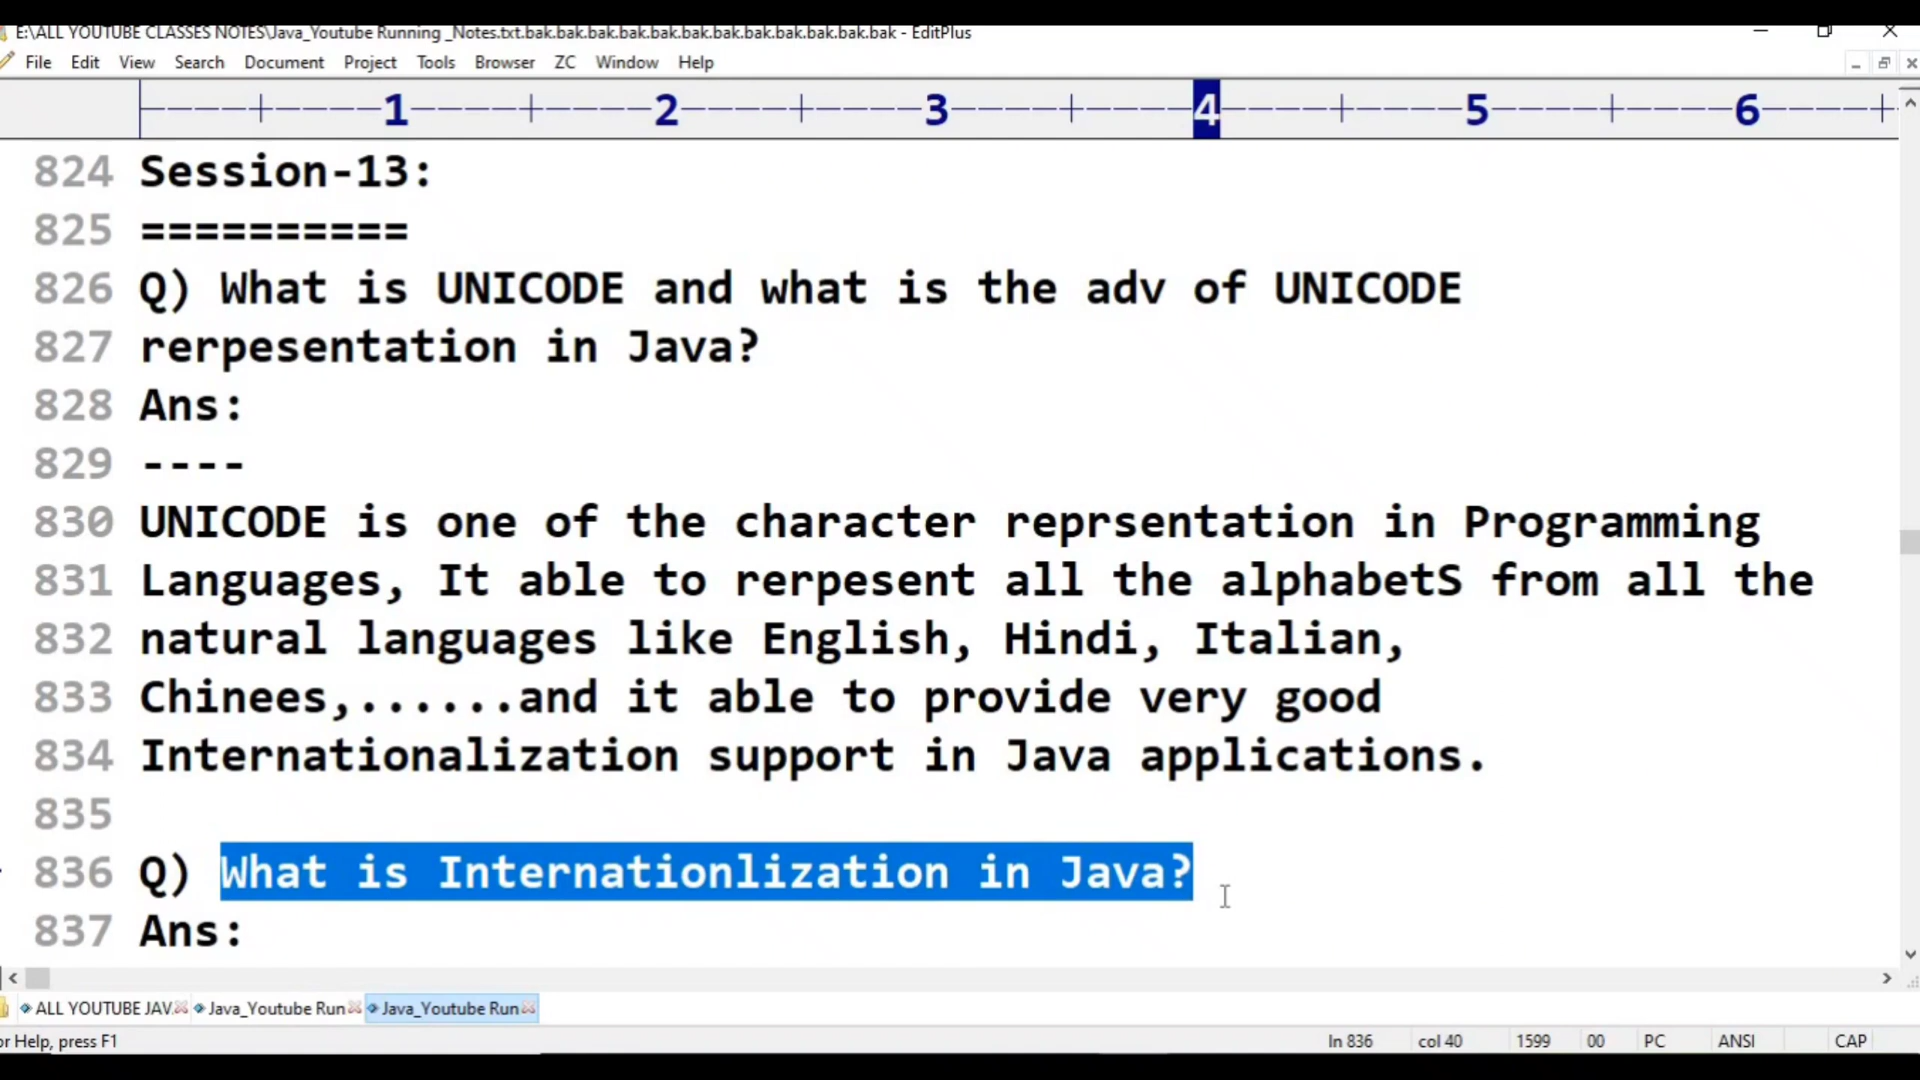 E:\ALL YOUTUBE CLASSES NOTES\Java_Youtube Running _Notes.txt.bak.bak.bak.bak.bak.bak.bak.bak.bak.bak.bak.bak - EditPlus
File Edit View Search Document Project Tools Browser ZC Window Help
1 2 3 4 5 6
824 Session-13:
825 ==========
826 Q) What is UNICODE and what is the adv of UNICODE
827 rerpesentation in Java?
828 Ans:
829 ----
830 UNICODE is one of the character reprsentation in Programming
831 Languages, It able to rerpesent all the alphabetS from all the
832 natural languages like English, Hindi, Italian,
833 Chinees,......and it able to provide very good
834 Internationalization support in Java applications.
835
836 Q) What is Internationlization in Java?
837 Ans:
ALL YOUTUBE JAV Java_Youtube Run Java_Youtube Run
or Help, press F1 ln 836 col 40 1599 00 PC ANSI CAP